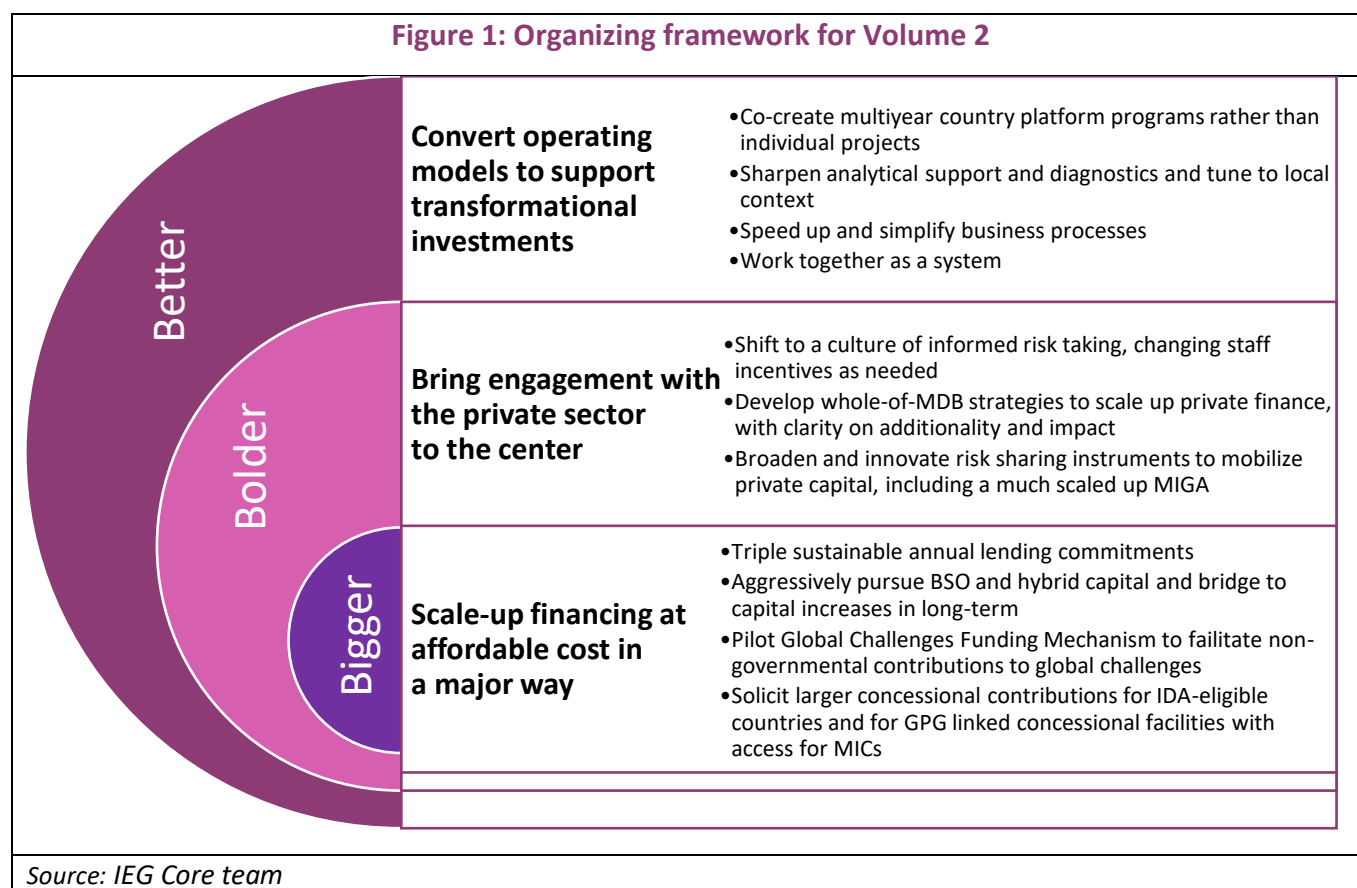 Figure 1: Organizing framework for Volume 2
Better
Convert operating
models to support
transformational
investments
•Co-create multiyear country platform programs rather than
individual projects
•Sharpen analytical support and diagnostics and tune to local
context
•Speed up and simplify business processes
•Work together as a system
Bolder
Bring engagement with
the private sector
to the center
•Shift to a culture of informed risk taking, changing staff
incentives as needed
•Develop whole-of-MDB strategies to scale up private finance,
with clarity on additionality and impact
•Broaden and innovate risk sharing instruments to mobilize
private capital, including a much scaled up MIGA
Bigger
Scale-up financing at
affordable cost in
a major way
•Triple sustainable annual lending commitments
•Aggressively pursue BSO and hybrid capital and bridge to
capital increases in long-term
•Pilot Global Challenges Funding Mechanism to failitate non-
governmental contributions to global challenges
•Solicit larger concessional contributions for IDA-eligible
countries and for GPG linked concessional facilities with
access for MICs
Source: IEG Core team